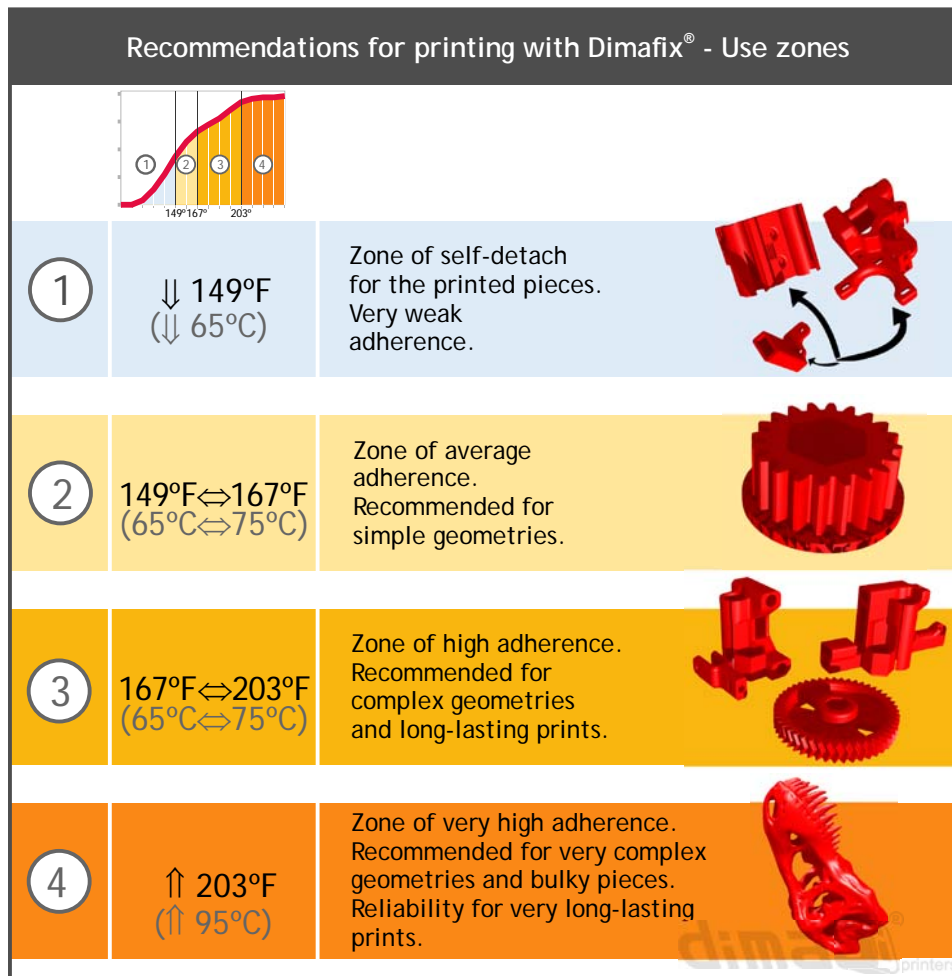 Recommendations for printing with Dimafix® - Use zones
1
2
3
4
149º167º
203º
1
⇓ 149ºF
(⇓ 65ºC)
Zone of self-detach
for the printed pieces.
Very weak
adherence.
2
149ºF⇔167ºF
(65ºC⇔75ºC)
Zone of average
adherence.
Recommended for
simple geometries.
3
167ºF⇔203ºF
(65ºC⇔75ºC)
Zone of high adherence.
Recommended for
complex geometries
and long-lasting prints.
4
⇑ 203ºF
(⇑ 95ºC)
Zone of very high adherence.
Recommended for very complex
geometries and bulky pieces.
Reliability for very long-lasting
prints.
®
printers